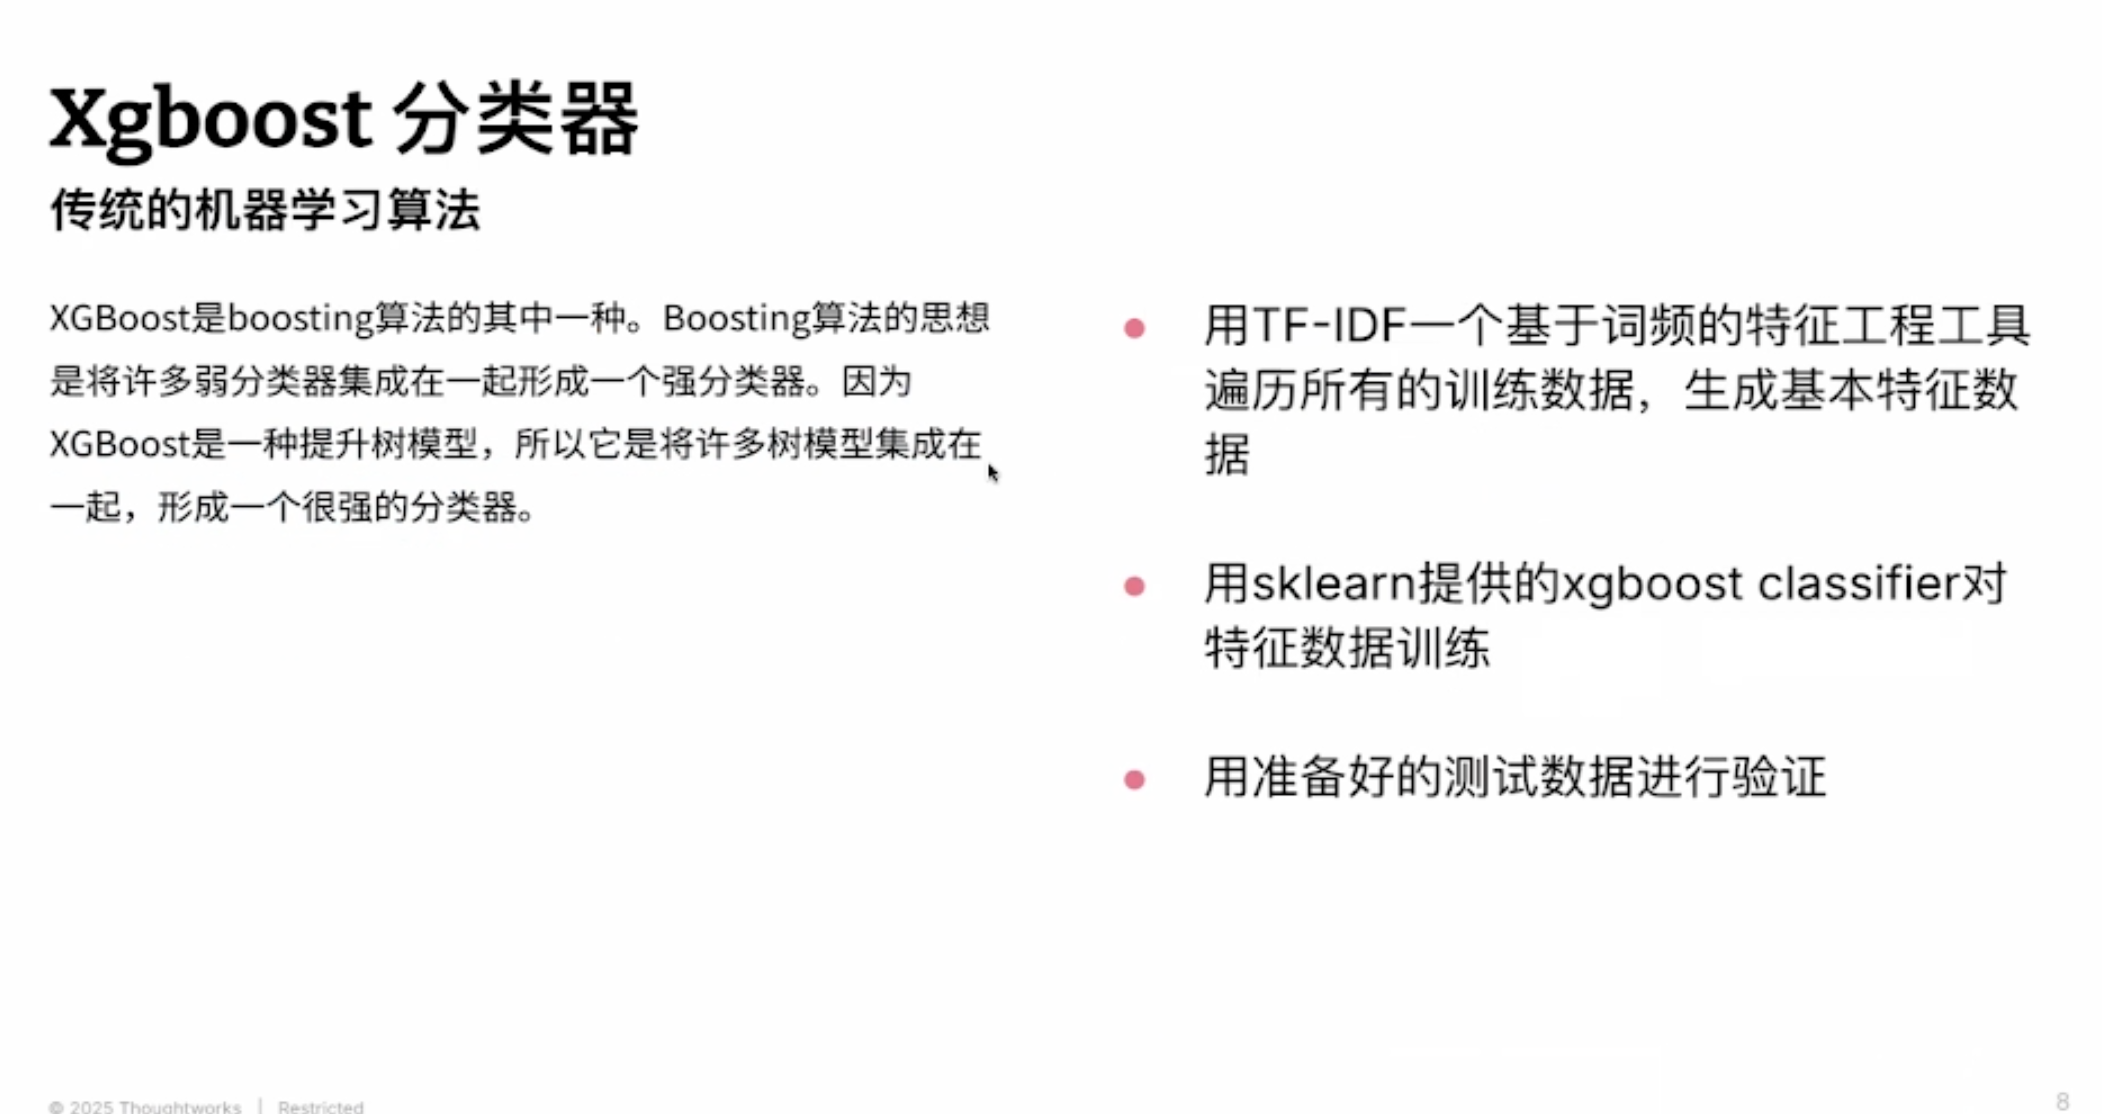 Xgboost 分类器
传统的机器学习算法
XGBoost是boosting算法的其中一种。Boosting算法的思想
是将许多弱分类器集成在一起形成一个强分类器。因为
XGBoost是一种提升树模型，所以它是将许多树模型集成在
一起，形成一个很强的分类器。
用TF-IDF一个基于词频的特征工程工具
遍历所有的训练数据，生成基本特征数
据
用sklearn提供的xgboost classifier对
特征数据训练
用准备好的测试数据进行验证
© 2025 Thoughtworks | Restricted
8